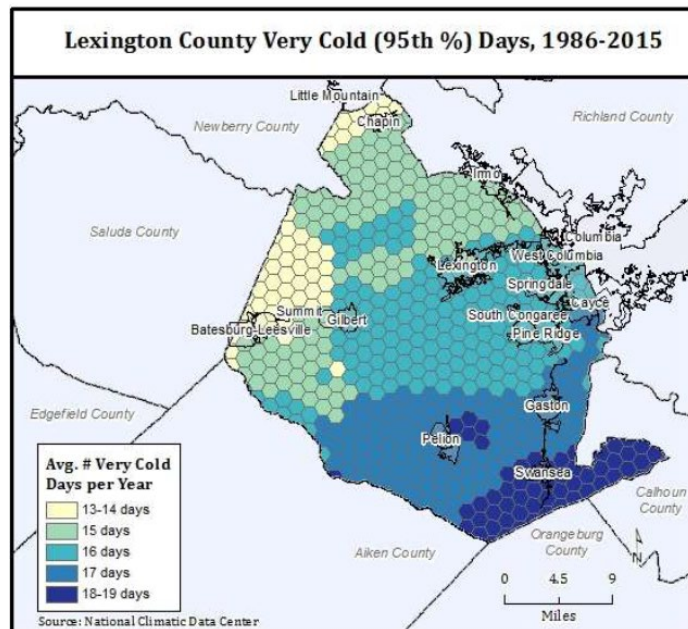 Lexington County Very Cold (95th %) Days, 1986-2015
Little Mountain
Chapin
Newberry County
Richland County
Irmo
Saluda County
Columbia
West Columbia
Lexington
Springdale
Cayce
Summit
Gilbert
Batesburg-Leesville
South Congaree
Pine Ridge
Edgefield County
Gaston
Pelion
Swansea
Calhoun
County
Orangeburg
County
Aiken County
N
Avg. # Very Cold
Days per Year
13-14 days
15 days
16 days
17 days
18-19 days
0 4.5 9
Miles
Source: National Climatic Data Center